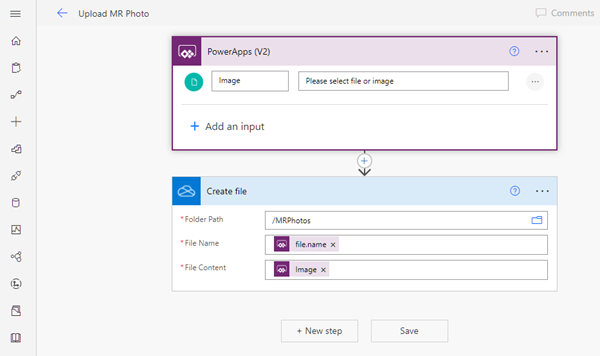 Upload MR Photo
Comments
PowerApps (V2)
Image
Please select file or image
Add an input
Create file
* Folder Path
/MRPhotos
* File Name
file.name ×
* File Content
Image ×
+ New step
Save